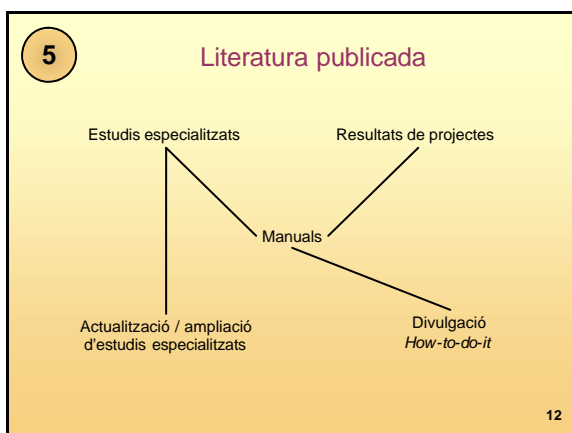 5
Literatura publicada
Estudis especialitzats
Resultats de projectes
Manuals
Actualització / ampliació
d'estudis especialitzats
Divulgació
How-to-do-it
12